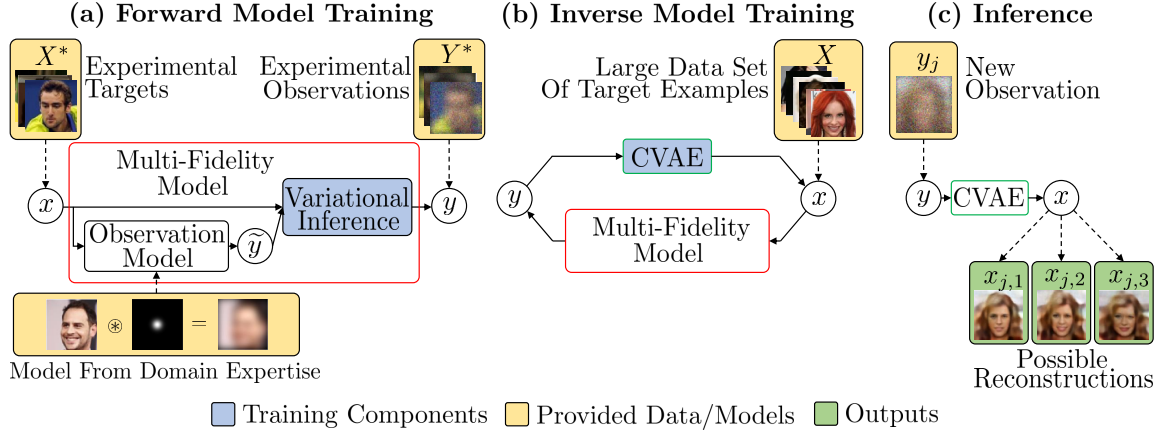 (a) Forward Model Training
X*
Experimental
Targets
Experimental
Observations
Y*
Multi-Fidelity
Model
x
Observation
Model
ỹ
Variational
Inference
y
⊛
=
Model From Domain Expertise
(b) Inverse Model Training
Large Data Set
Of Target Examples
X
CVAE
y
x
Multi-Fidelity
Model
(c) Inference
y_j
New
Observation
y
CVAE
x
x_{j,1}
x_{j,2}
x_{j,3}
Possible
Reconstructions
Training Components
Provided Data/Models
Outputs